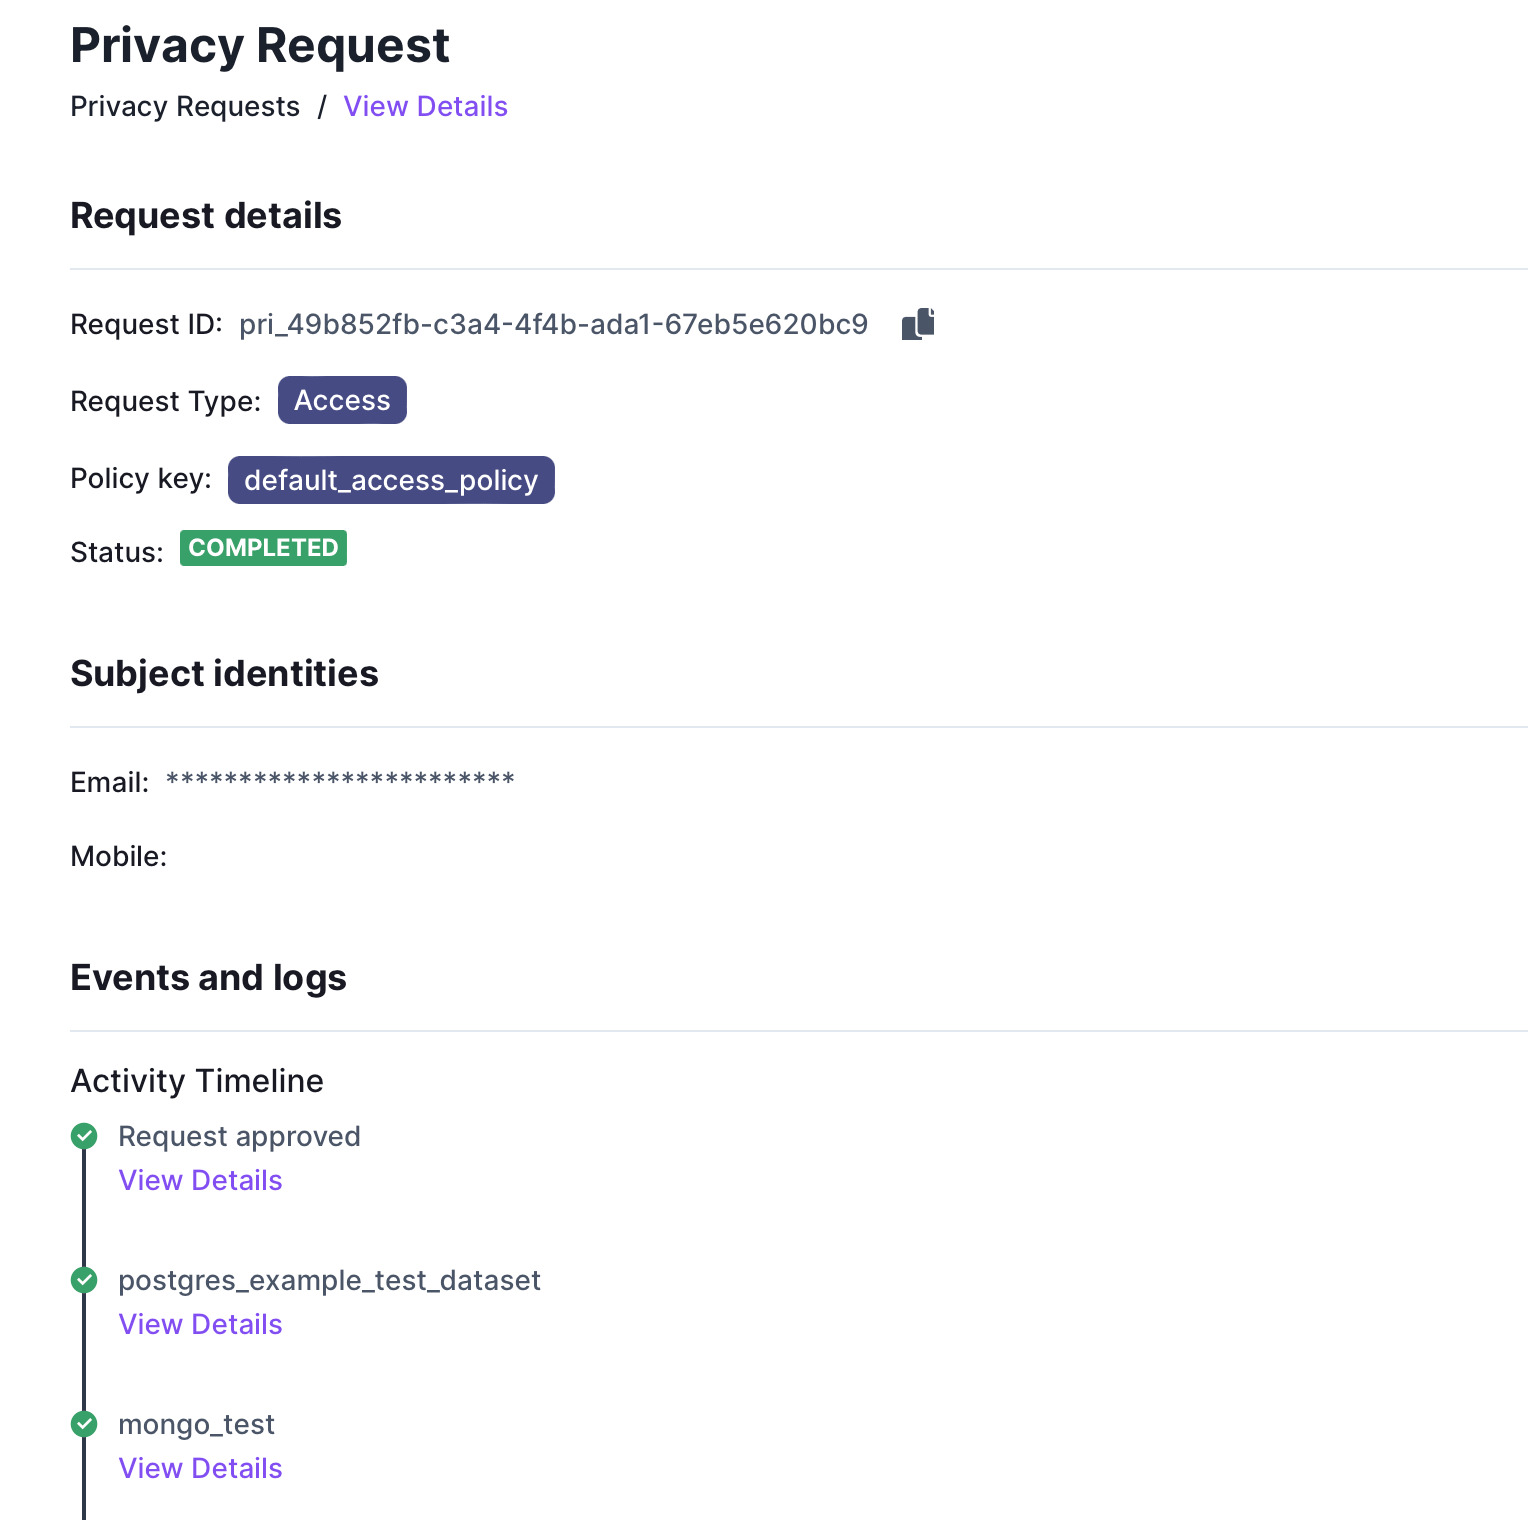 Privacy Request
Privacy Requests / View Details
Request details
Request ID: pri_49b852fb-c3a4-4f4b-ada1-67eb5e620bc9
Request Type: Access
Policy key: default_access_policy
Status: COMPLETED
Subject identities
Email: ************************
Mobile:
Events and logs
Activity Timeline
Request approved
View Details
postgres_example_test_dataset
View Details
mongo_test
View Details